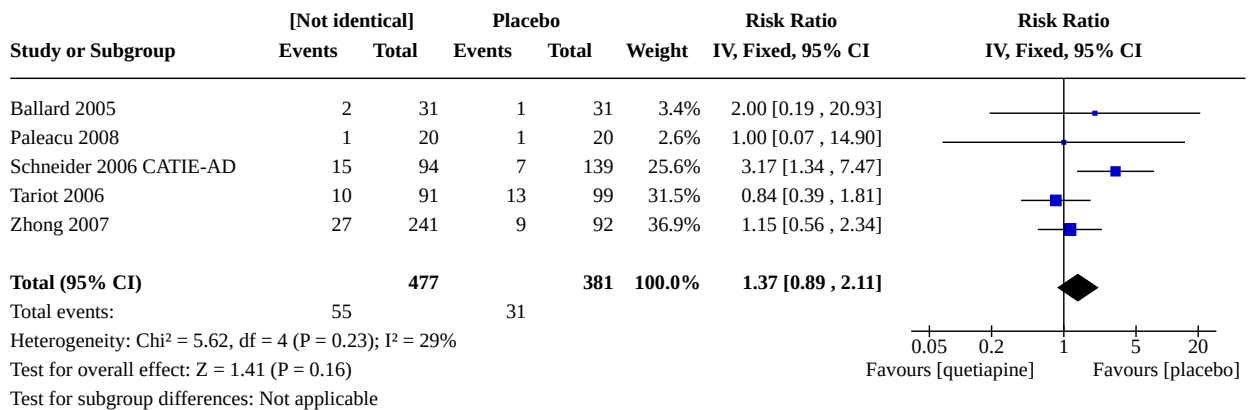 [Not identical] Placebo Risk Ratio Risk Ratio
Study or Subgroup Events Total Events Total Weight IV, Fixed, 95% CI IV, Fixed, 95% CI
Ballard 2005 2 31 1 31 3.4% 2.00 [0.19 , 20.93]
Paleacu 2008 1 20 1 20 2.6% 1.00 [0.07 , 14.90]
Schneider 2006 CATIE-AD 15 94 7 139 25.6% 3.17 [1.34 , 7.47]
Tariot 2006 10 91 13 99 31.5% 0.84 [0.39 , 1.81]
Zhong 2007 27 241 9 92 36.9% 1.15 [0.56 , 2.34]
Total (95% CI) 477 381 100.0% 1.37 [0.89 , 2.11]
Total events: 55 31
Heterogeneity: Chi² = 5.62, df = 4 (P = 0.23); I² = 29% 0.05 0.2 1 5 20
Test for overall effect: Z = 1.41 (P = 0.16) Favours [quetiapine] Favours [placebo]
Test for subgroup differences: Not applicable